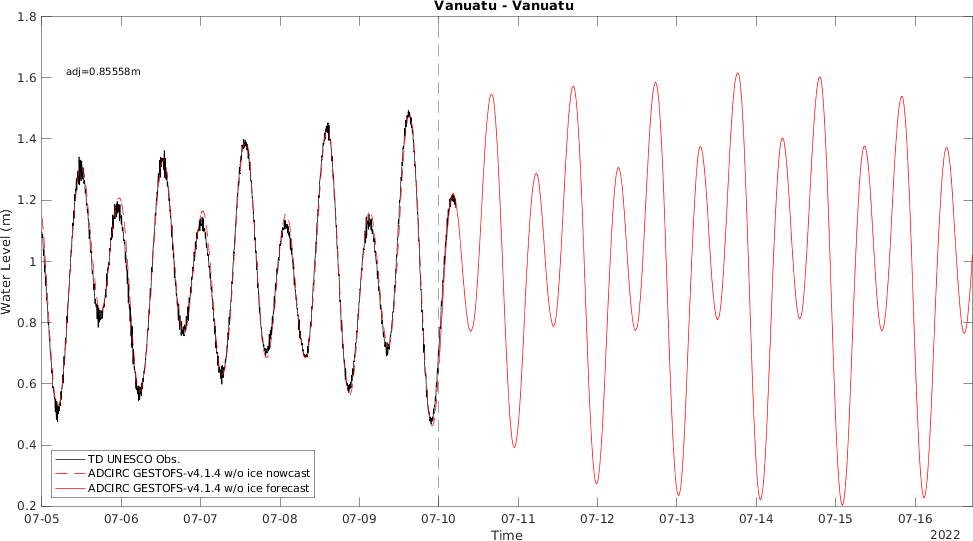 Vanuatu - Vanuatu
adj=0.85558m
Water Level (m)
1.8
1.6
1.4
1.2
1
0.8
0.6
0.4
0.2
TD UNESCO Obs.
ADCIRC GESTOFS-v4.1.4 w/o ice nowcast
ADCIRC GESTOFS-v4.1.4 w/o ice forecast
07-05 07-06 07-07 07-08 07-09 07-10 07-11 07-12 07-13 07-14 07-15 07-16
Time
2022